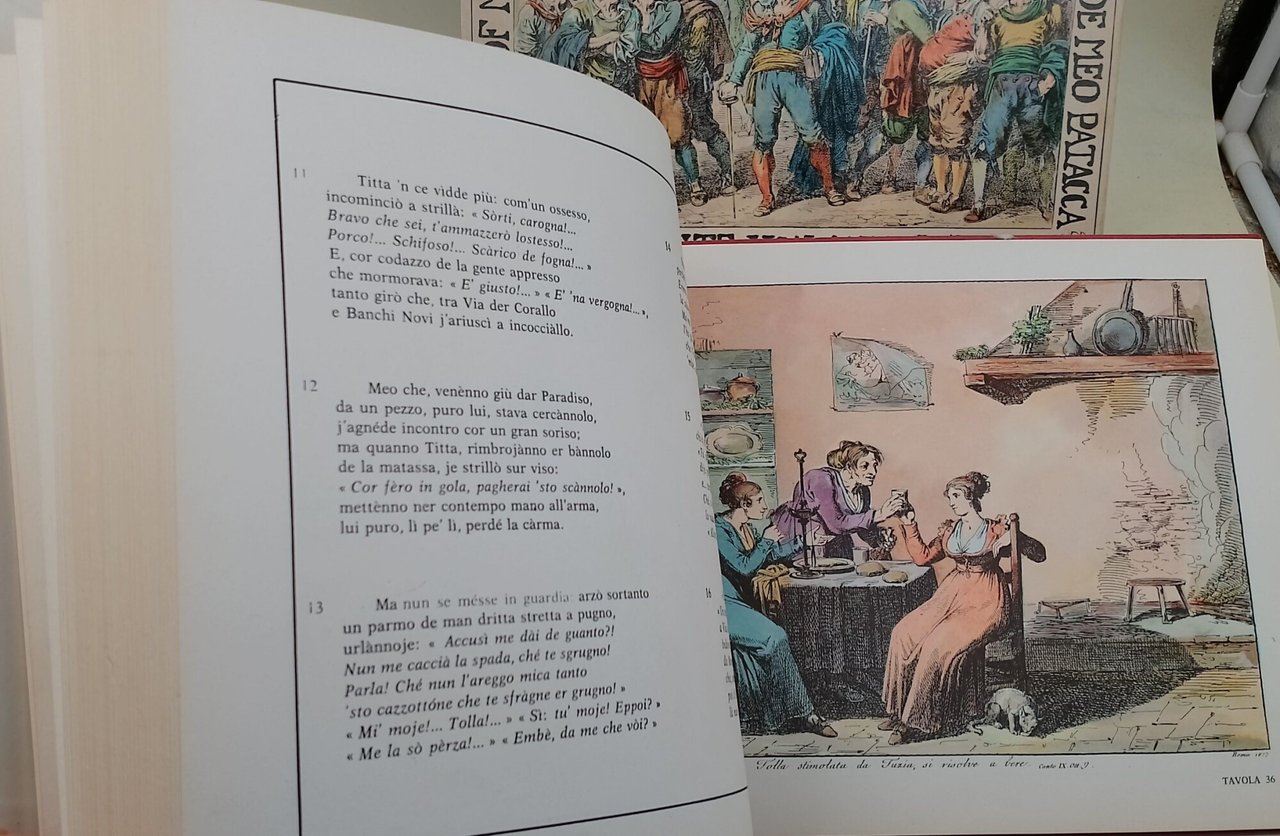 DE MEO PATACCA
11
Titta 'n ce vìdde più: com'un ossesso,
incominciò a strillà: « Sòrti, carogna!...
Bravo che sei, t'ammazzerò lostesso!...
Porco!... Schifoso!... Scàrico de fogna!... »
E, cor codazzo de la gente appresso
che mormorava: « E' giusto!... » « E' 'na vergogna!... »,
tanto girò che, tra Via der Corallo
e Banchi Novi j'ariuscì a incocciàllo.
12
Meo che, venènno giù dar Paradiso,
da un pezzo, puro lui, stava cercànnolo,
j'agnéde incontro cor un gran soriso;
ma quanno Titta, rimbrojànno er bànnolo
de la matassa, je strillò sur viso:
« Cor fèro in gola, pagherai 'sto scànnolo! »,
mettènno ner contempo mano all'arma,
lui puro, lì pe' lì, perdé la càrma.
13
Ma nun se mésse in guardia: arzò sortanto
un parmo de man dritta stretta a pugno,
urlànnoje: « Accusì me dài de guanto?!
Nun me caccià la spada, ché te sgrugno!
Parla! Ché nun l'areggo mica tanto
'sto cazzottóne che te sfràgne er grugno! »
« Mi' moje!... Tolla!... » « Sì: tu' moje! Eppoi? »
« Me la sò pèrza!... » « Embè, da me che vòi? »
14
15
16
Tolla stimolata da Tuzia, si risolve a bere. Canto IX. Ott. 9
TAVOLA 36